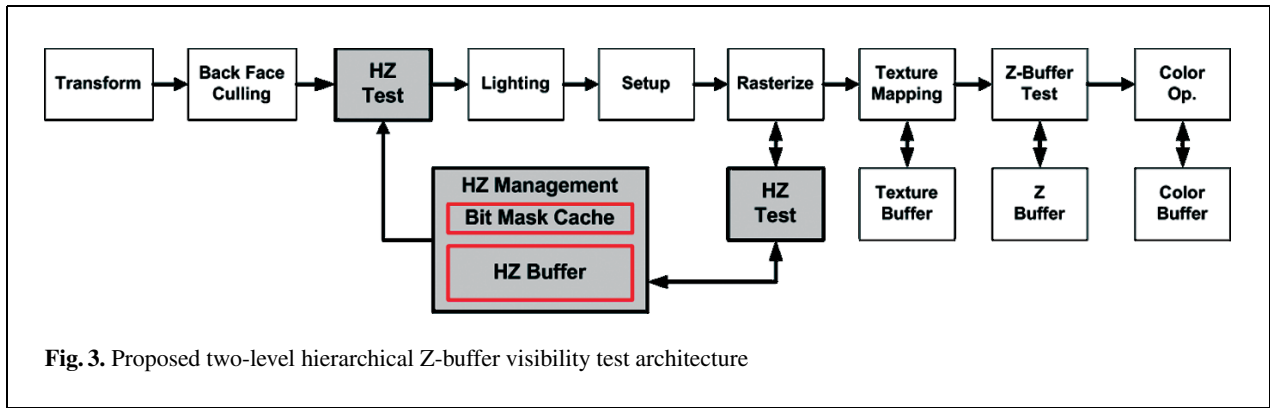 Transform
Back Face
Culling
HZ
Test
Lighting
Setup
Rasterize
Texture
Mapping
Z-Buffer
Test
Color
Op.
HZ Management
Bit Mask Cache
HZ Buffer
HZ
Test
Texture
Buffer
Z
Buffer
Color
Buffer
Fig. 3. Proposed two-level hierarchical Z-buffer visibility test architecture